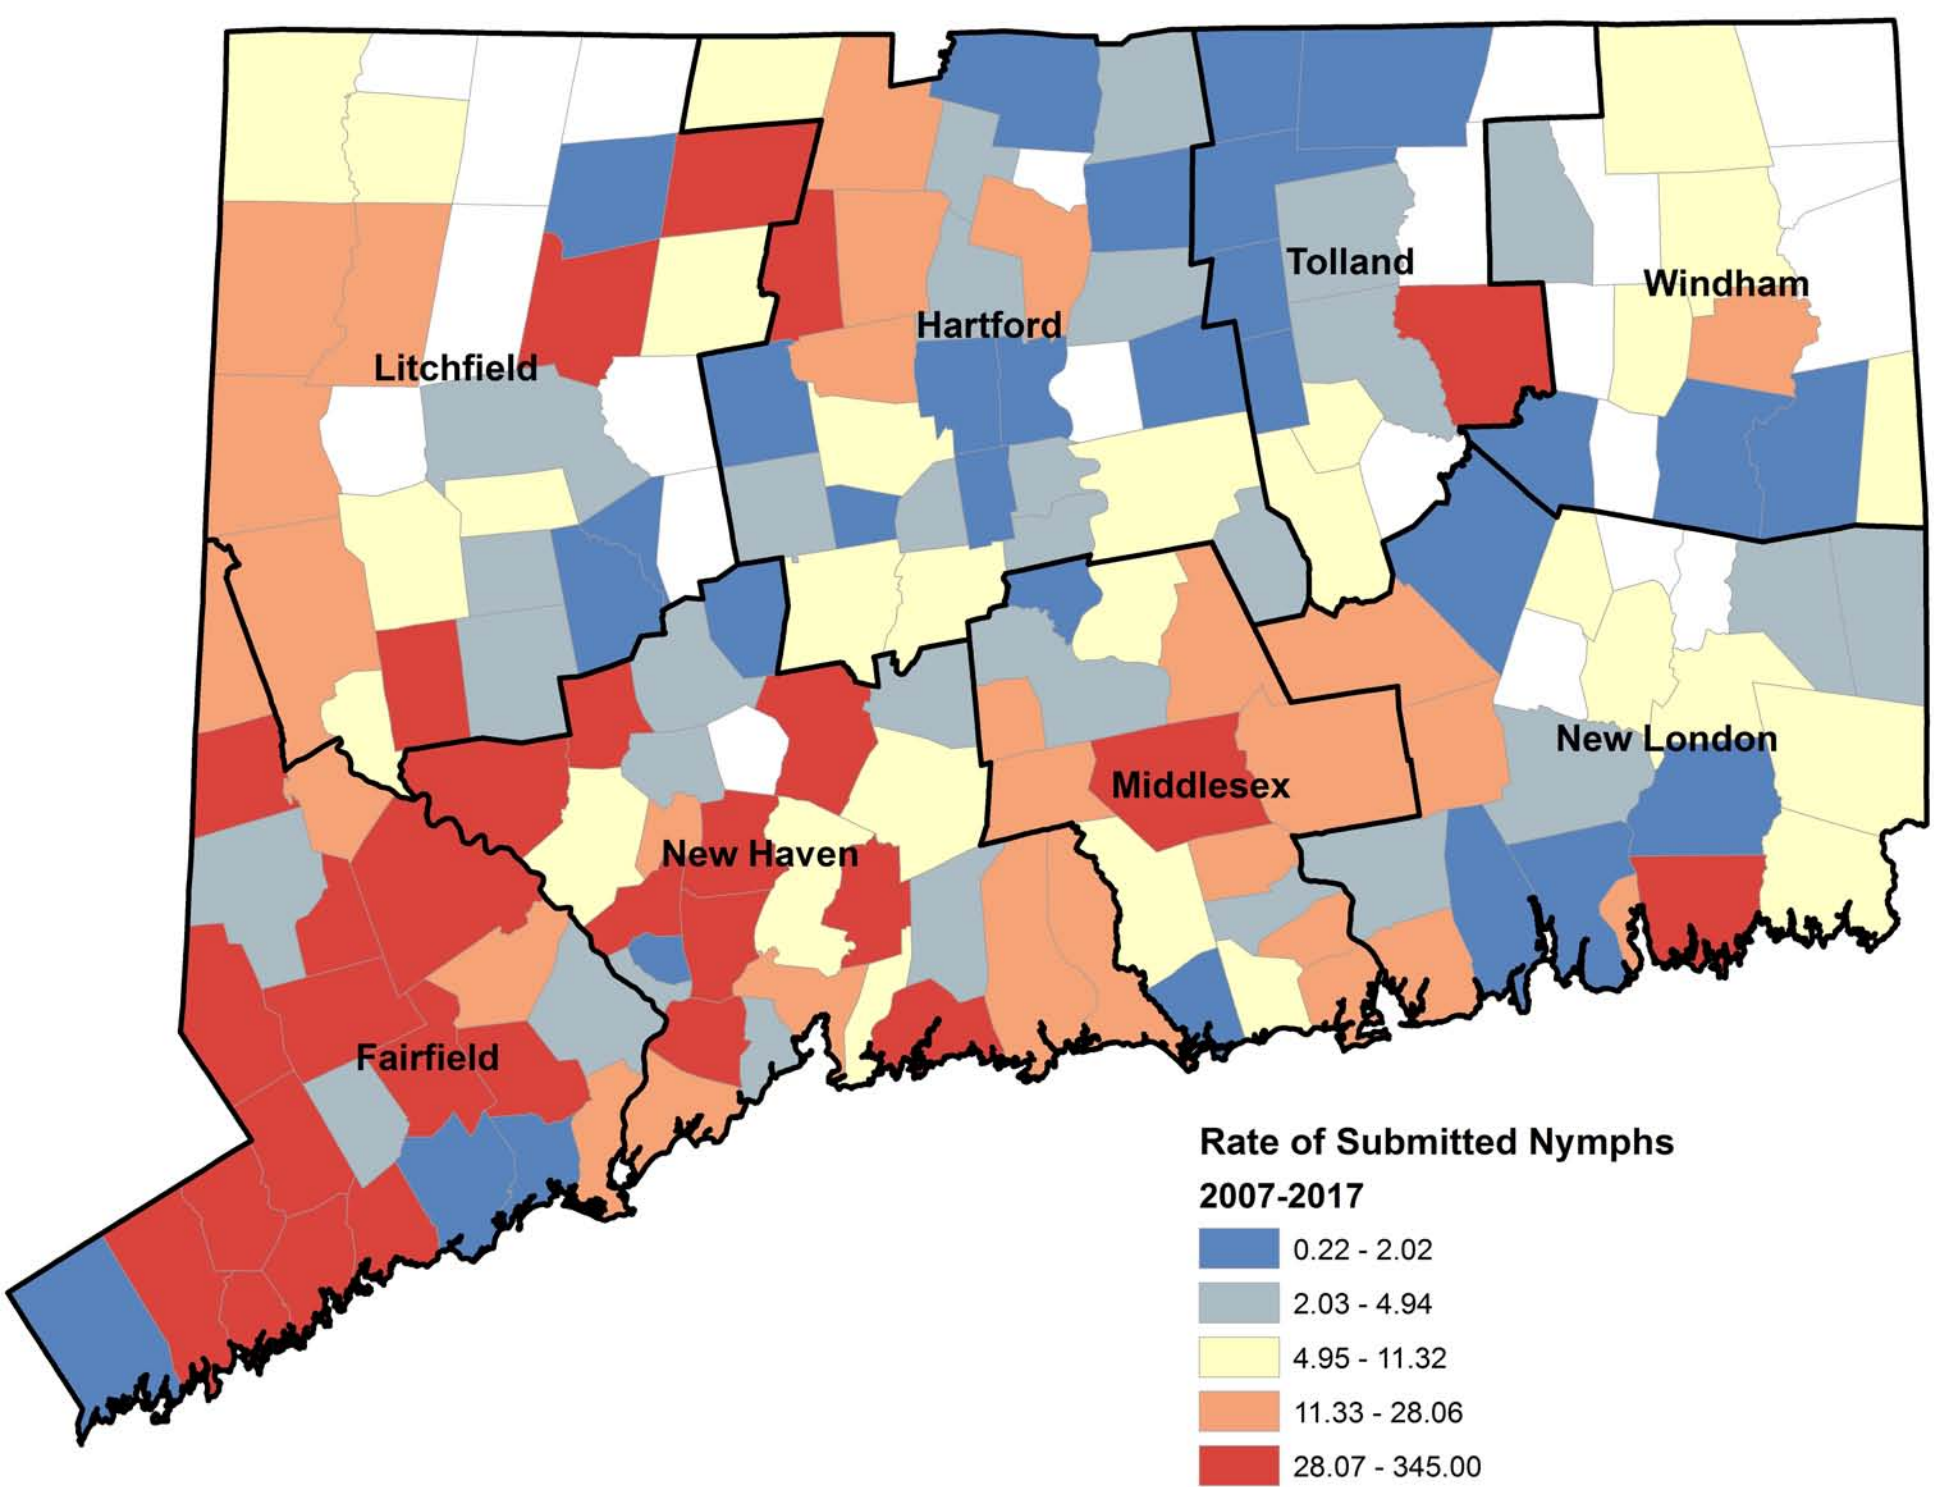 Tolland
Windham
Hartford
Litchfield
New London
Middlesex
New Haven
Fairfield
Rate of Submitted Nymphs
2007-2017
0.22 - 2.02
2.03 - 4.94
4.95 - 11.32
11.33 - 28.06
28.07 - 345.00